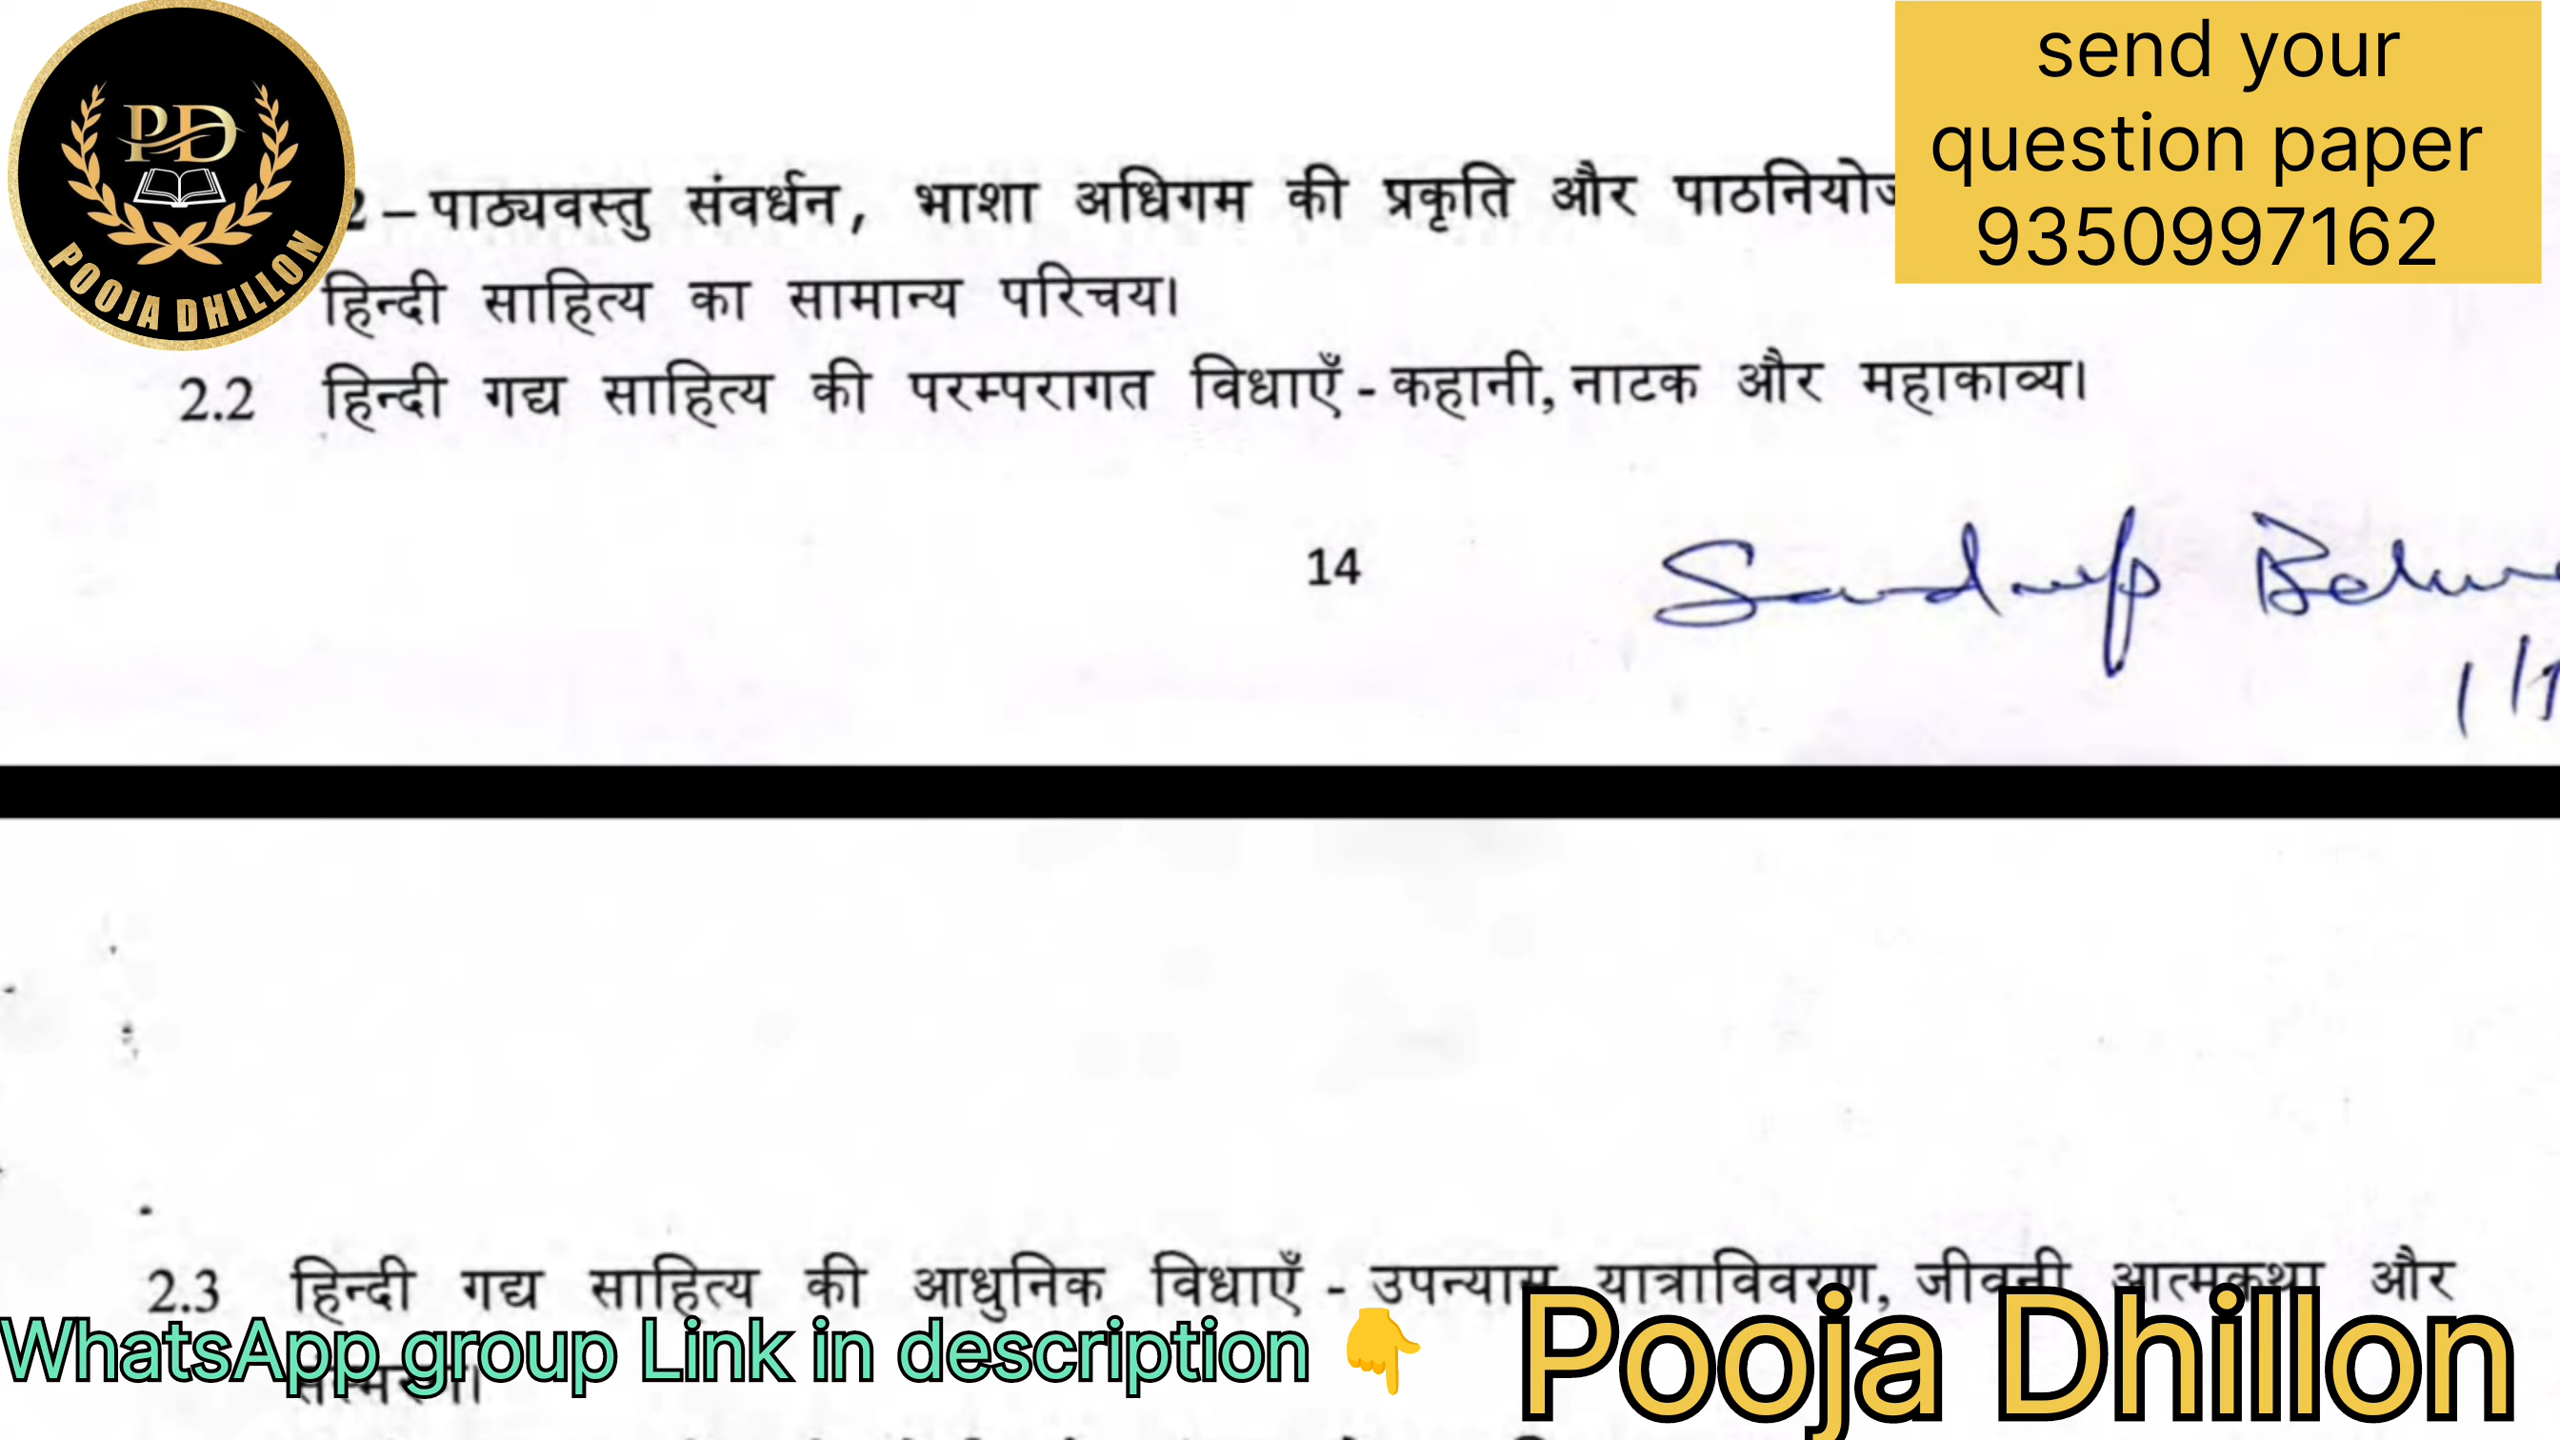 send your
question paper
9350997162
PD
POOJA DHILLON
2 – पाठ्यवस्तु संवर्धन, भाशा अधिगम की प्रकृति और
हिन्दी साहित्य का सामान्य परिचय।
2.2 हिन्दी गद्य साहित्य की परम्परागत विधाएँ - कहानी, नाटक और महाकाव्य।
14
Sandeep
2.3 हिन्दी गद्य साहित्य की आधुनिक विधाएँ - उपन्यास यात्राविवरण, जीवनी आत्मकथा और
WhatsApp group Link in description 👇
Pooja Dhillon